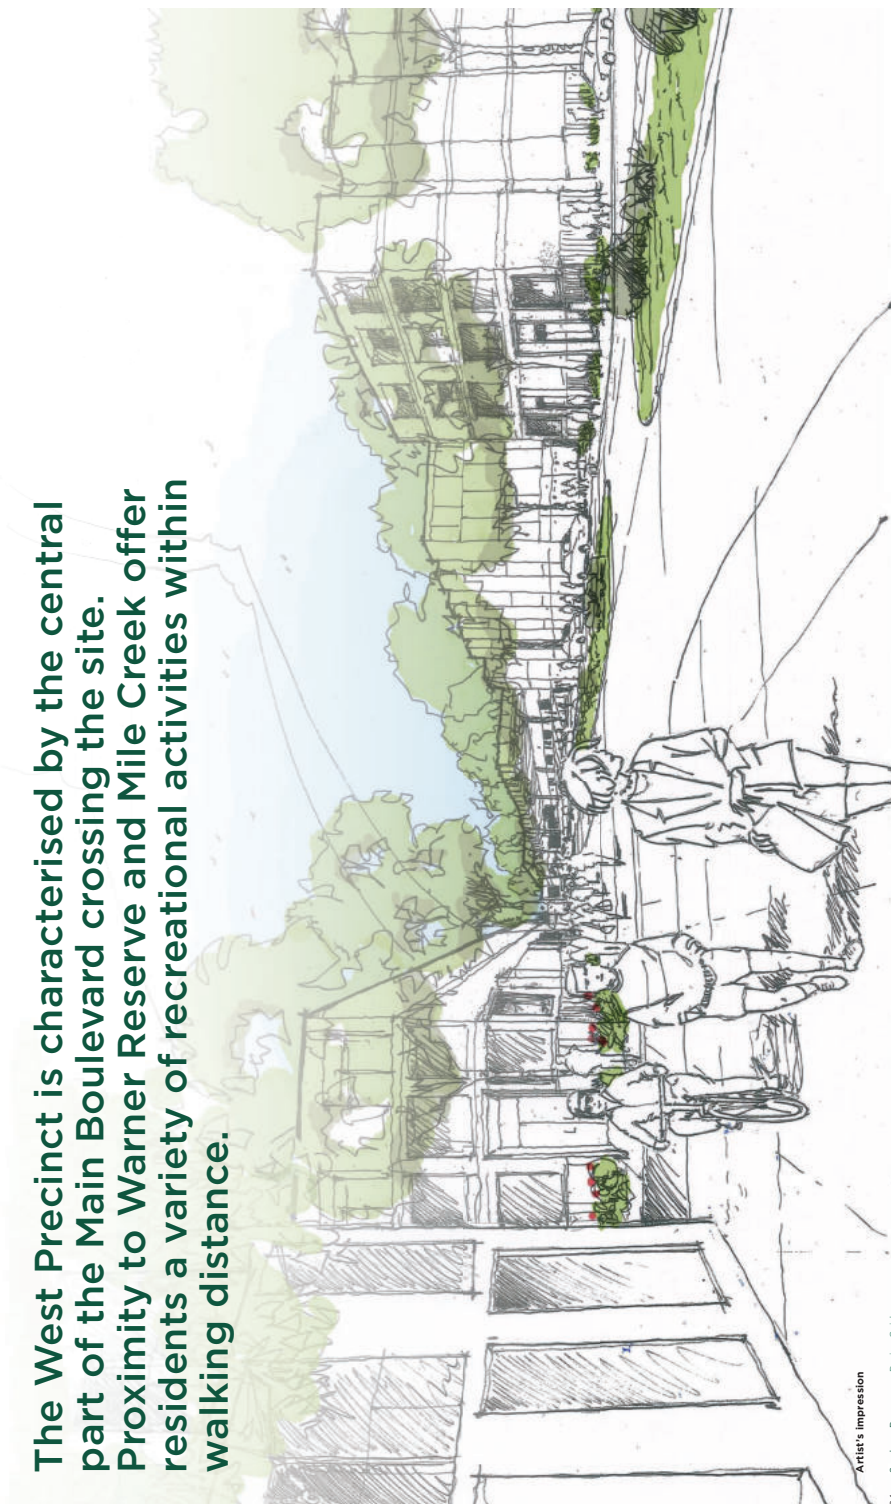 The West Precinct is characterised by the central
part of the Main Boulevard crossing the site.
Proximity to Warner Reserve and Mile Creek offer
residents a variety of recreational activities within
walking distance.
Artist's impression